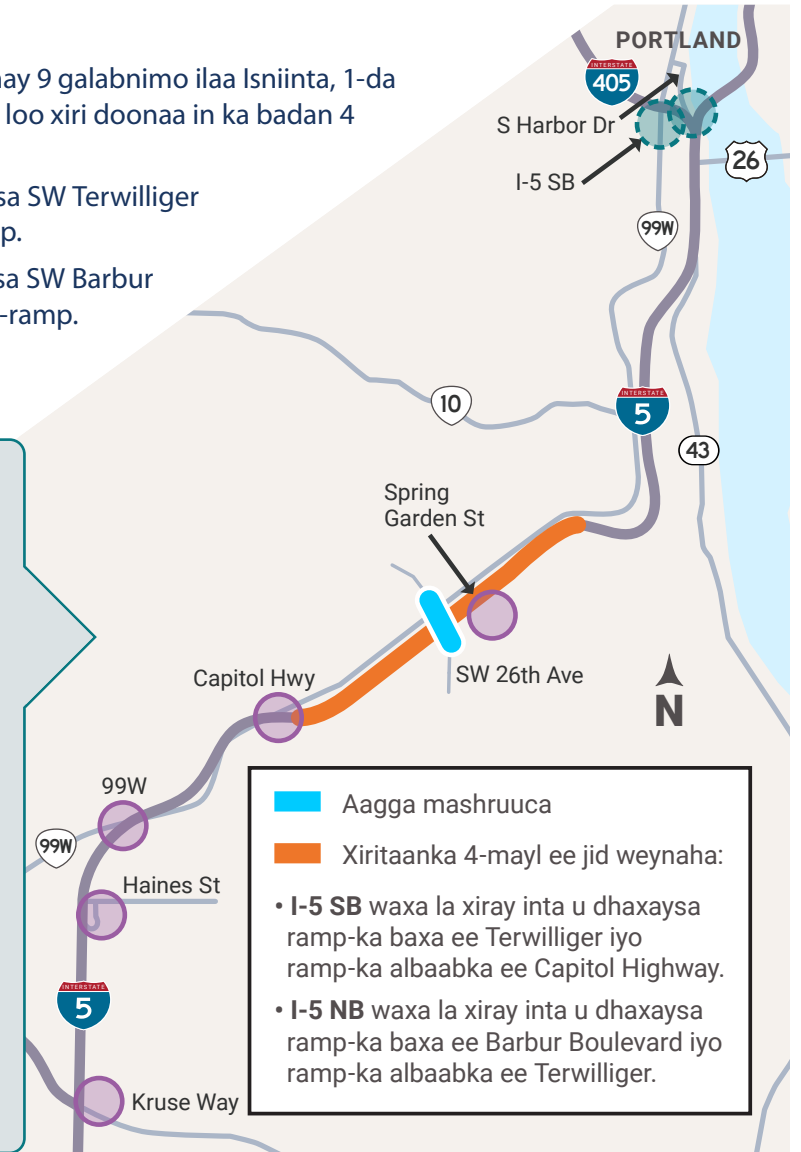 ay 9 galabnimo ilaa Isniinta, 1-da
loo xiri doonaa in ka badan 4
sa SW Terwilliger
p.
sa SW Barbur
-ramp.
PORTLAND
INTERSTATE
405
S Harbor Dr
I-5 SB
26
99W
10
INTERSTATE
5
43
Spring
Garden St
SW 26th Ave
Capitol Hwy
N
99W
99W
Haines St
INTERSTATE
5
Kruse Way
Aagga mashruuca
Xiritaanka 4-mayl ee jid weynaha:
• I-5 SB waxa la xiray inta u dhaxaysa
ramp-ka baxa ee Terwilliger iyo
ramp-ka albaabka ee Capitol Highway.
• I-5 NB waxa la xiray inta u dhaxaysa
ramp-ka baxa ee Barbur Boulevard iyo
ramp-ka albaabka ee Terwilliger.